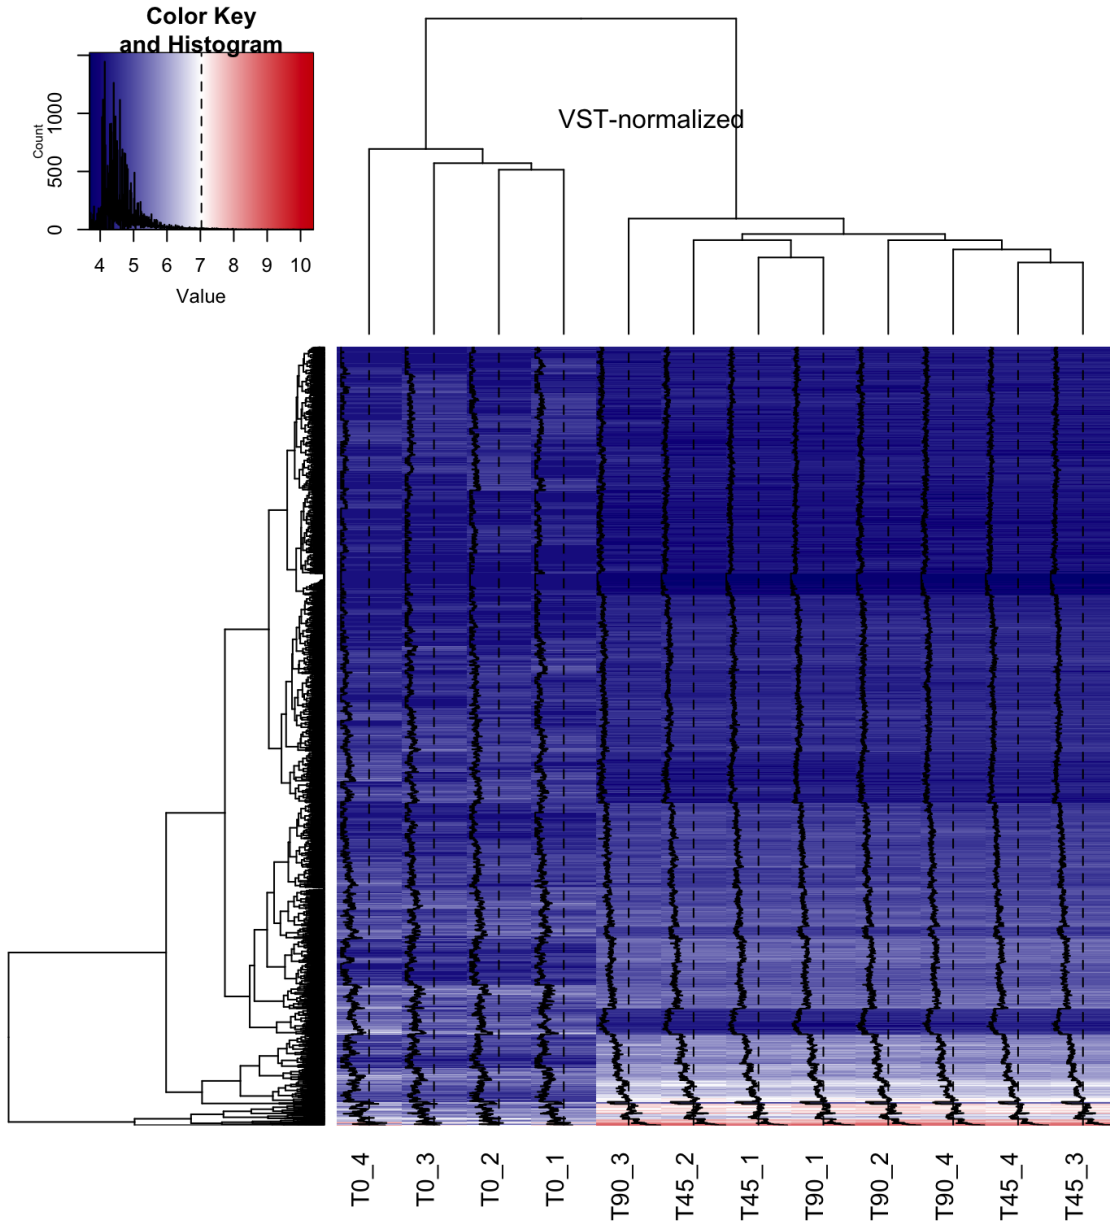 Color Key
and Histogram
Count
0 500 1000
4 5 6 7 8 9 10
Value
VST-normalized
T0_4 T0_3 T0_2 T0_1 T90_3 T45_2 T45_1 T90_1 T90_2 T90_4 T45_4 T45_3